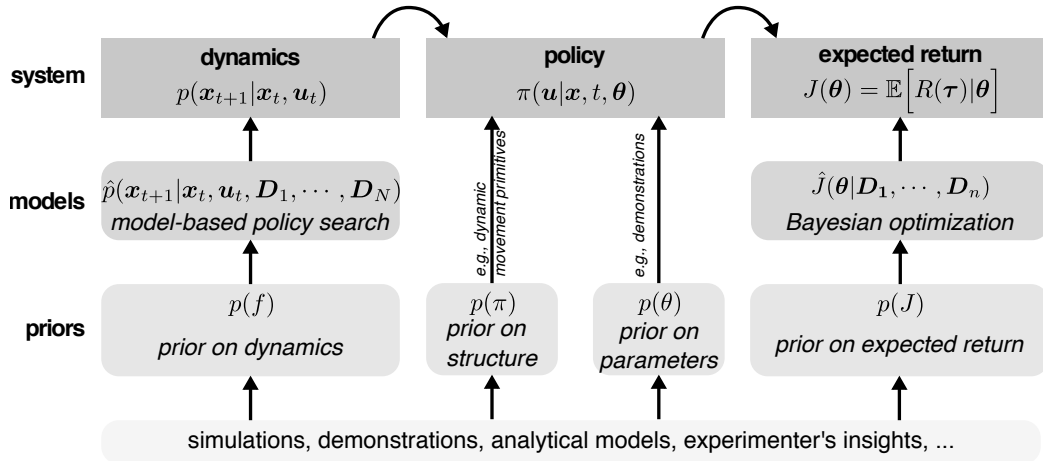 system
dynamics
p(x_{t+1}|x_t, u_t)
policy
π(u|x, t, θ)
expected return
J(θ) = 𝔼[R(τ)|θ]
models
p̂(x_{t+1}|x_t, u_t, D_1, ⋯ , D_N)
model-based policy search
e.g., dynamic
movement primitives
e.g., demonstrations
Ĵ(θ|D_1, ⋯ , D_n)
Bayesian optimization
priors
p(f)
prior on dynamics
p(π)
prior on
structure
p(θ)
prior on
parameters
p(J)
prior on expected return
simulations, demonstrations, analytical models, experimenter's insights, ...